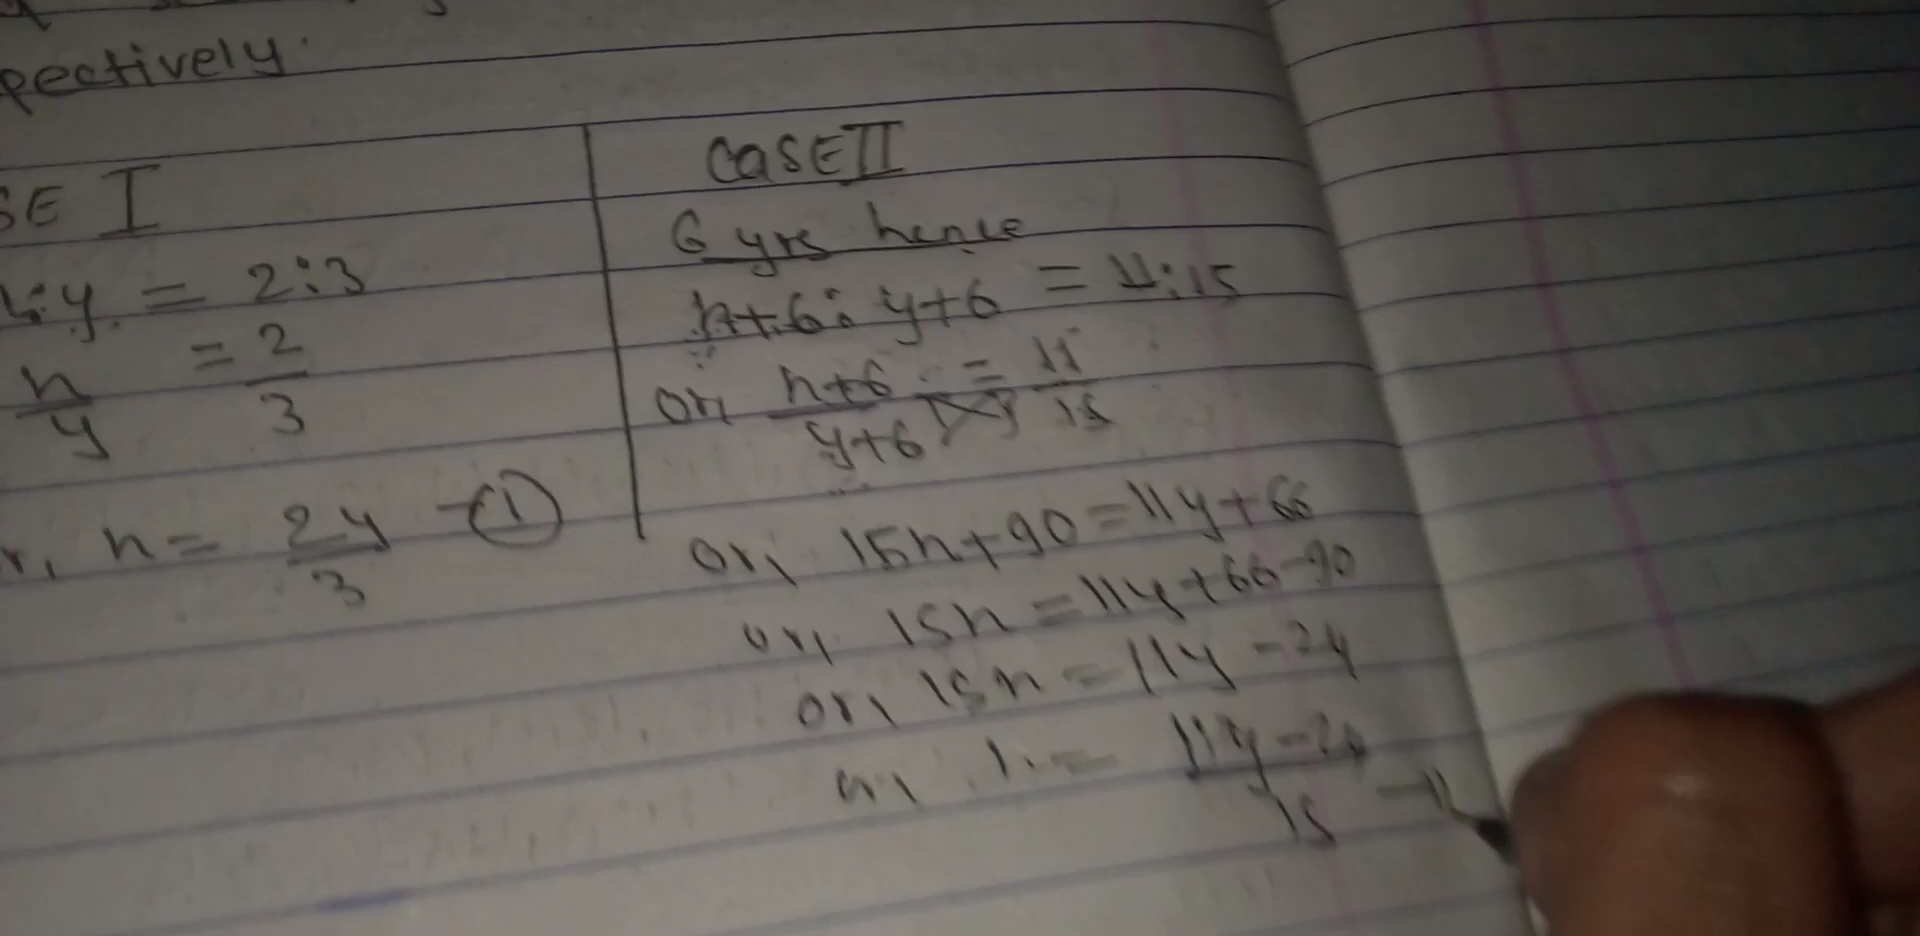 pectively.
SE I
:y = 2:3
x/y = 2/3
r, x = 2y/3 -(1)
CASE II
6 yrs hence
x+6 : y+6 = 11:15
or, x+6/y+6 = 11/15
or, 15x+90 = 11y+66
or, 15x = 11y+66-90
or, 15x = 11y -24
or, x = 11y-24/15